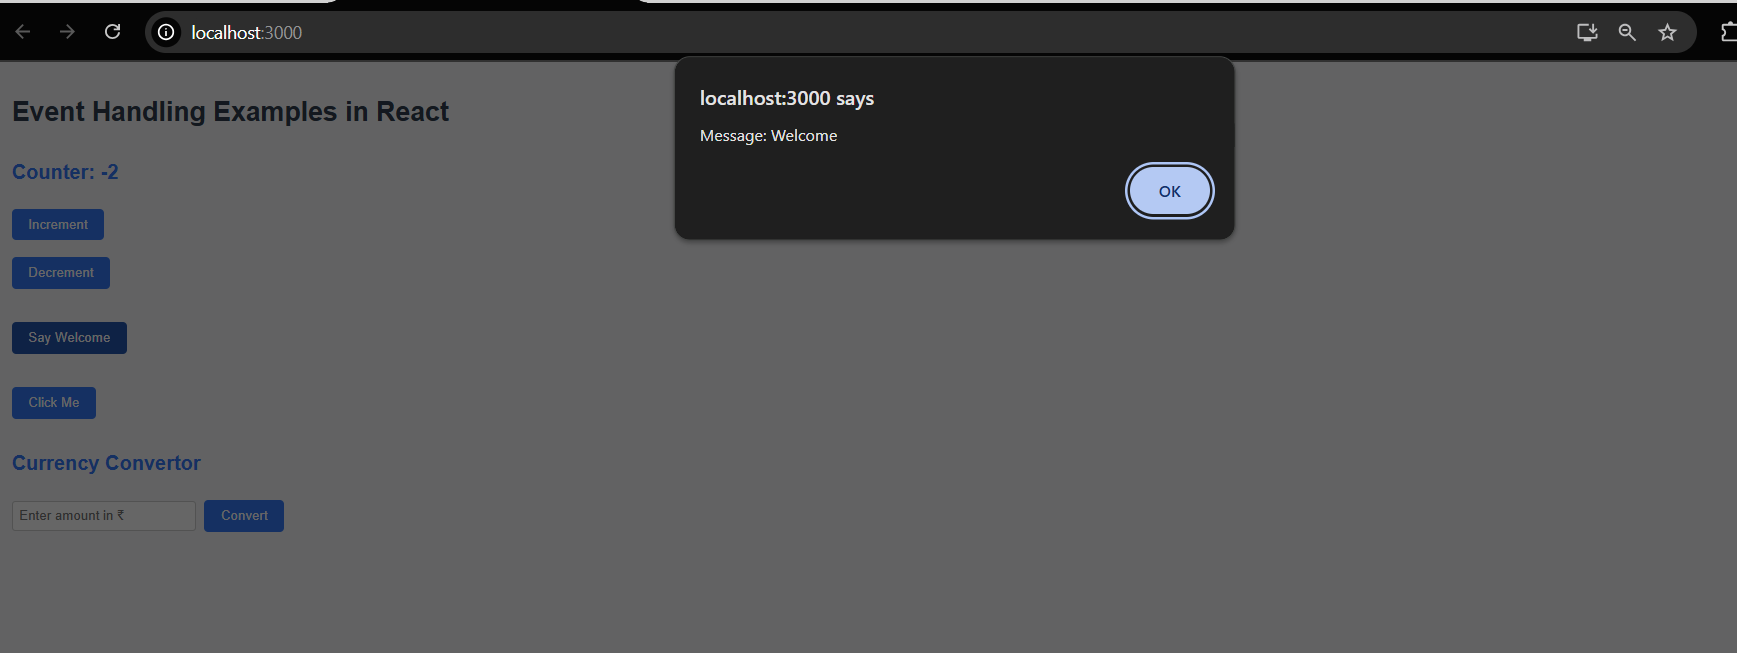 localhost:3000
localhost:3000 says
Message: Welcome
OK
Event Handling Examples in React
Counter: -2
Increment
Decrement
Say Welcome
Click Me
Currency Convertor
Enter amount in ₹
Convert